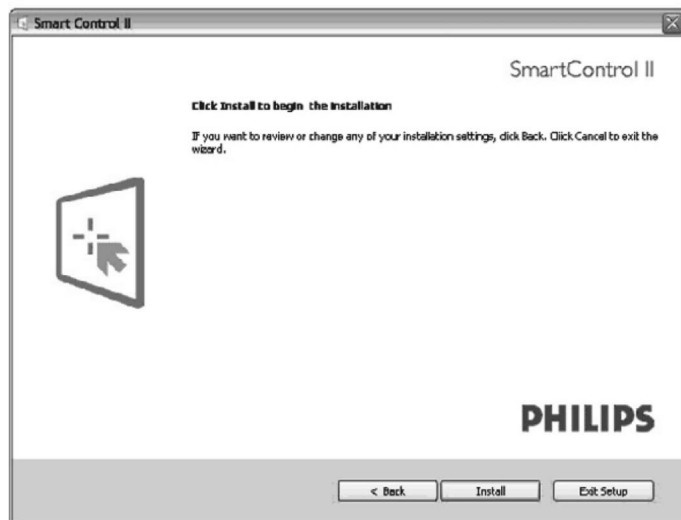 Smart Control II
SmartControl II
Click Install to begin the installation
If you want to review or change any of your installation settings, click Back. Click Cancel to exit the
wizard.
PHILIPS
< Back
Install
Exit Setup